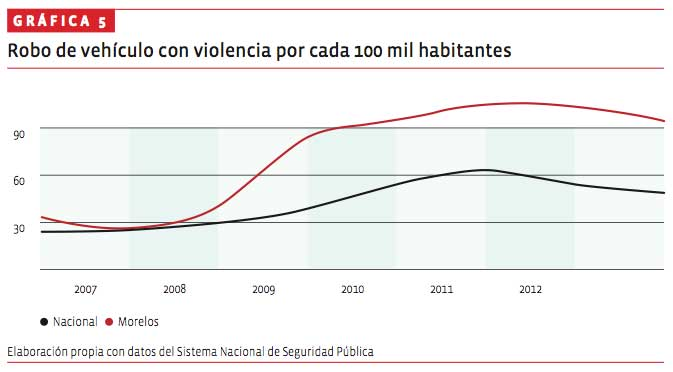 GRÁFICA 5
Robo de vehículo con violencia por cada 100 mil habitantes
90
60
30
2007 2008 2009 2010 2011 2012
Nacional Morelos
Elaboración propia con datos del Sistema Nacional de Seguridad Pública